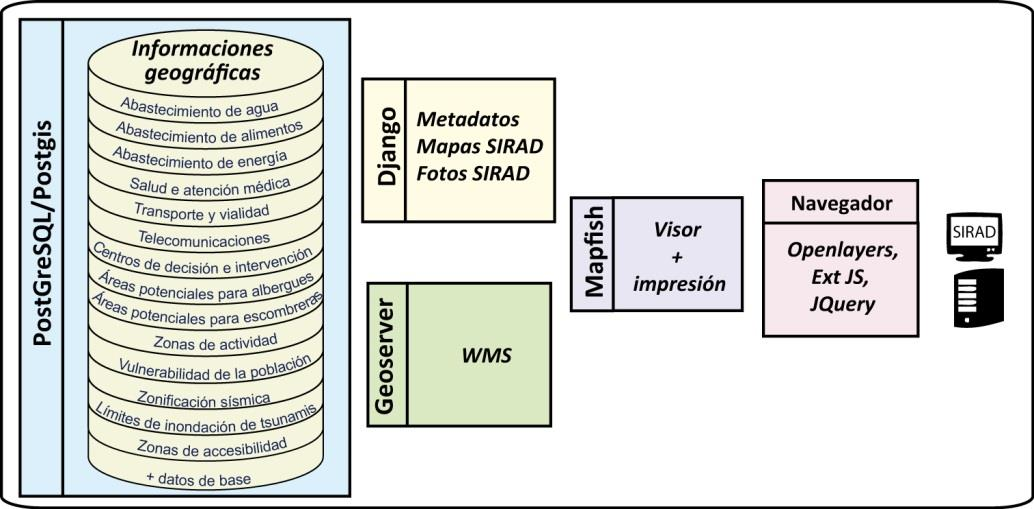 PostGreSQL/Postgis
Informaciones
geográficas
Abastecimiento de agua
Abastecimiento de alimentos
Abastecimiento de energía
Salud e atención médica
Transporte y vialidad
Telecomunicaciones
Centros de decisión e intervención
Áreas potenciales para albergues
Áreas potenciales para escombreras
Zonas de actividad
Vulnerabilidad de la población
Zonificación sísmica
Límites de inondación de tsunamis
Zonas de accesibilidad
+ datos de base
Django
Metadatos
Mapas SIRAD
Fotos SIRAD
Geoserver
WMS
Mapfish
Visor
+
impresión
Navegador
Openlayers,
Ext JS,
JQuery
SIRAD